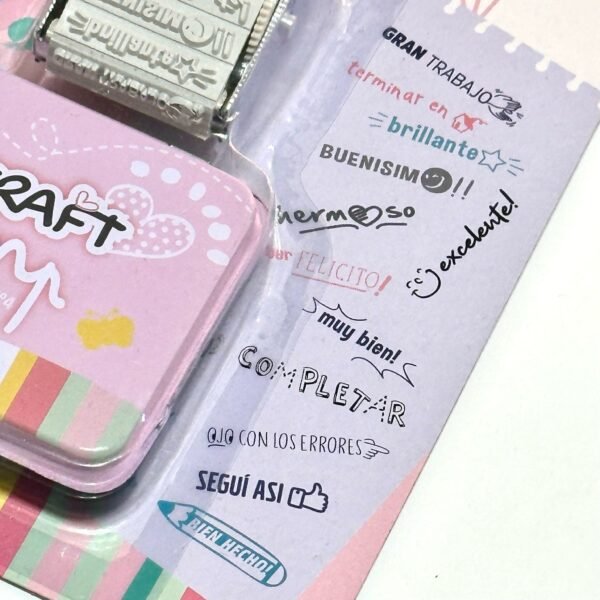 GRAN TRABAJO
terminar en
brillante
BUENISIMO!!
hermoso
excelente!
FELICITO!
muy bien!
COMPLETAR
OJO CON LOS ERRORES
SEGUÍ ASI
BIEN HECHO!
CRAFT